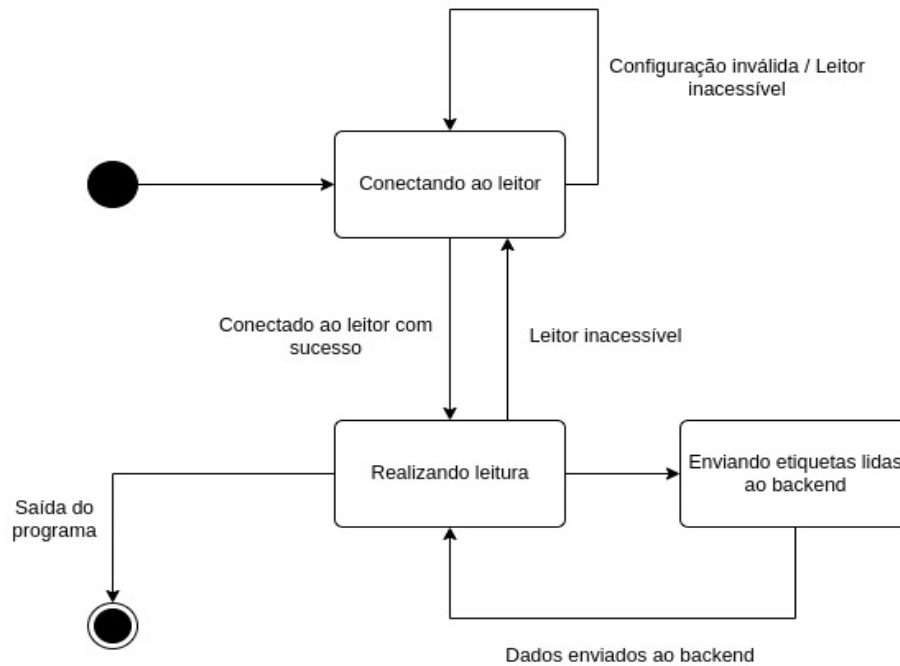 Configuração inválida / Leitor
inacessível
Conectando ao leitor
Conectado ao leitor com
sucesso
Leitor inacessível
Realizando leitura
Enviando etiquetas lidas
ao backend
Saída do
programa
Dados enviados ao backend